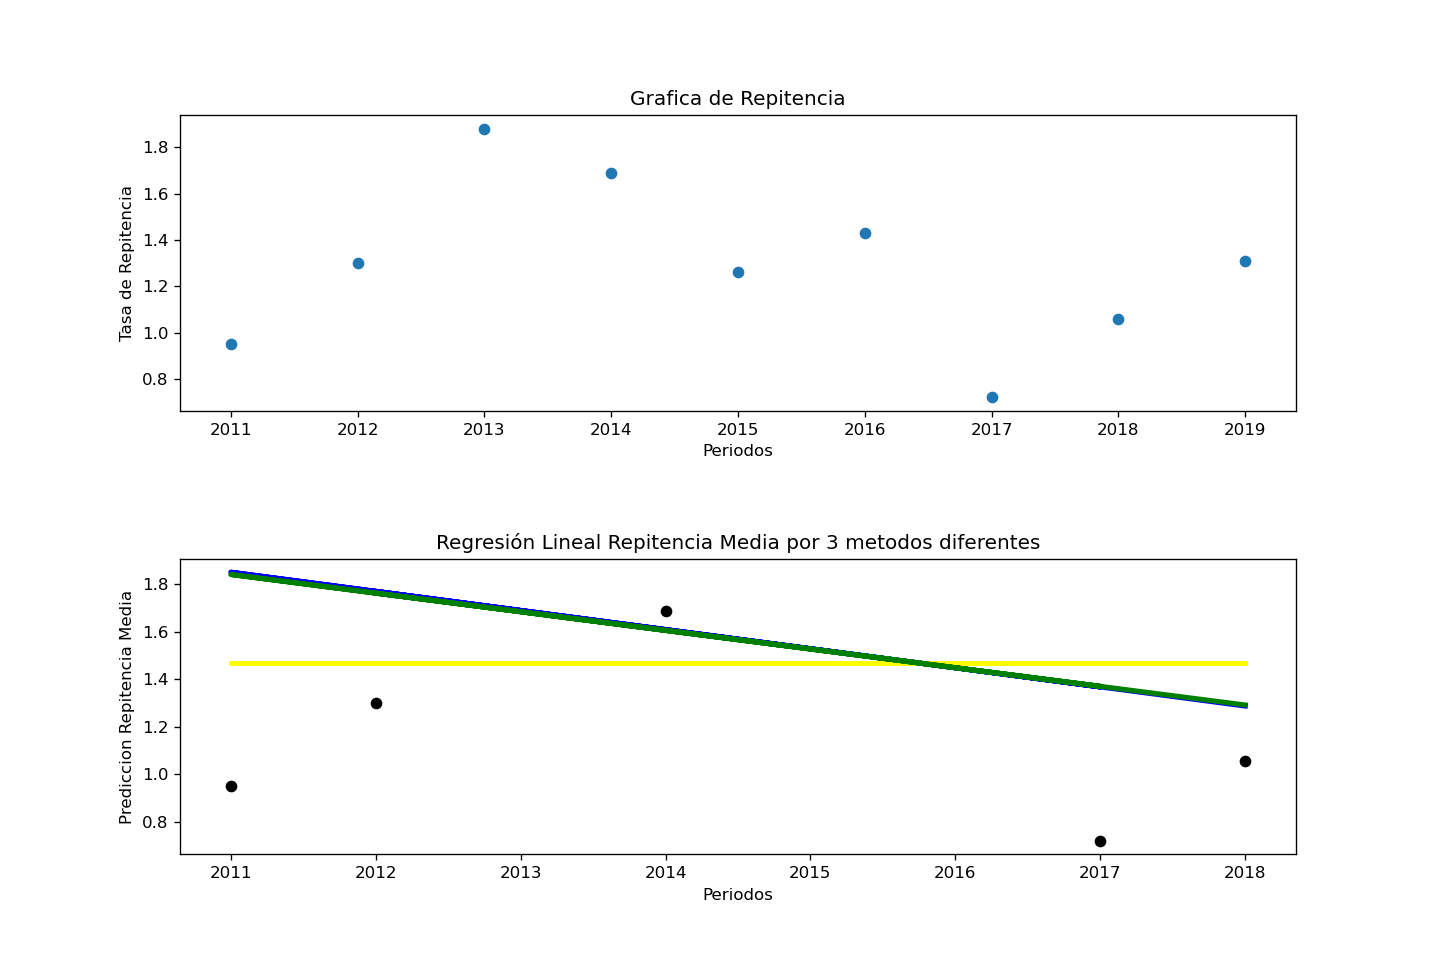 Grafica de Repitencia
Tasa de Repitencia
1.8
1.6
1.4
1.2
1.0
0.8
2011 2012 2013 2014 2015 2016 2017 2018 2019
Periodos
Regresión Lineal Repitencia Media por 3 metodos diferentes
Prediccion Repitencia Media
1.8
1.6
1.4
1.2
1.0
0.8
2011 2012 2013 2014 2015 2016 2017 2018
Periodos